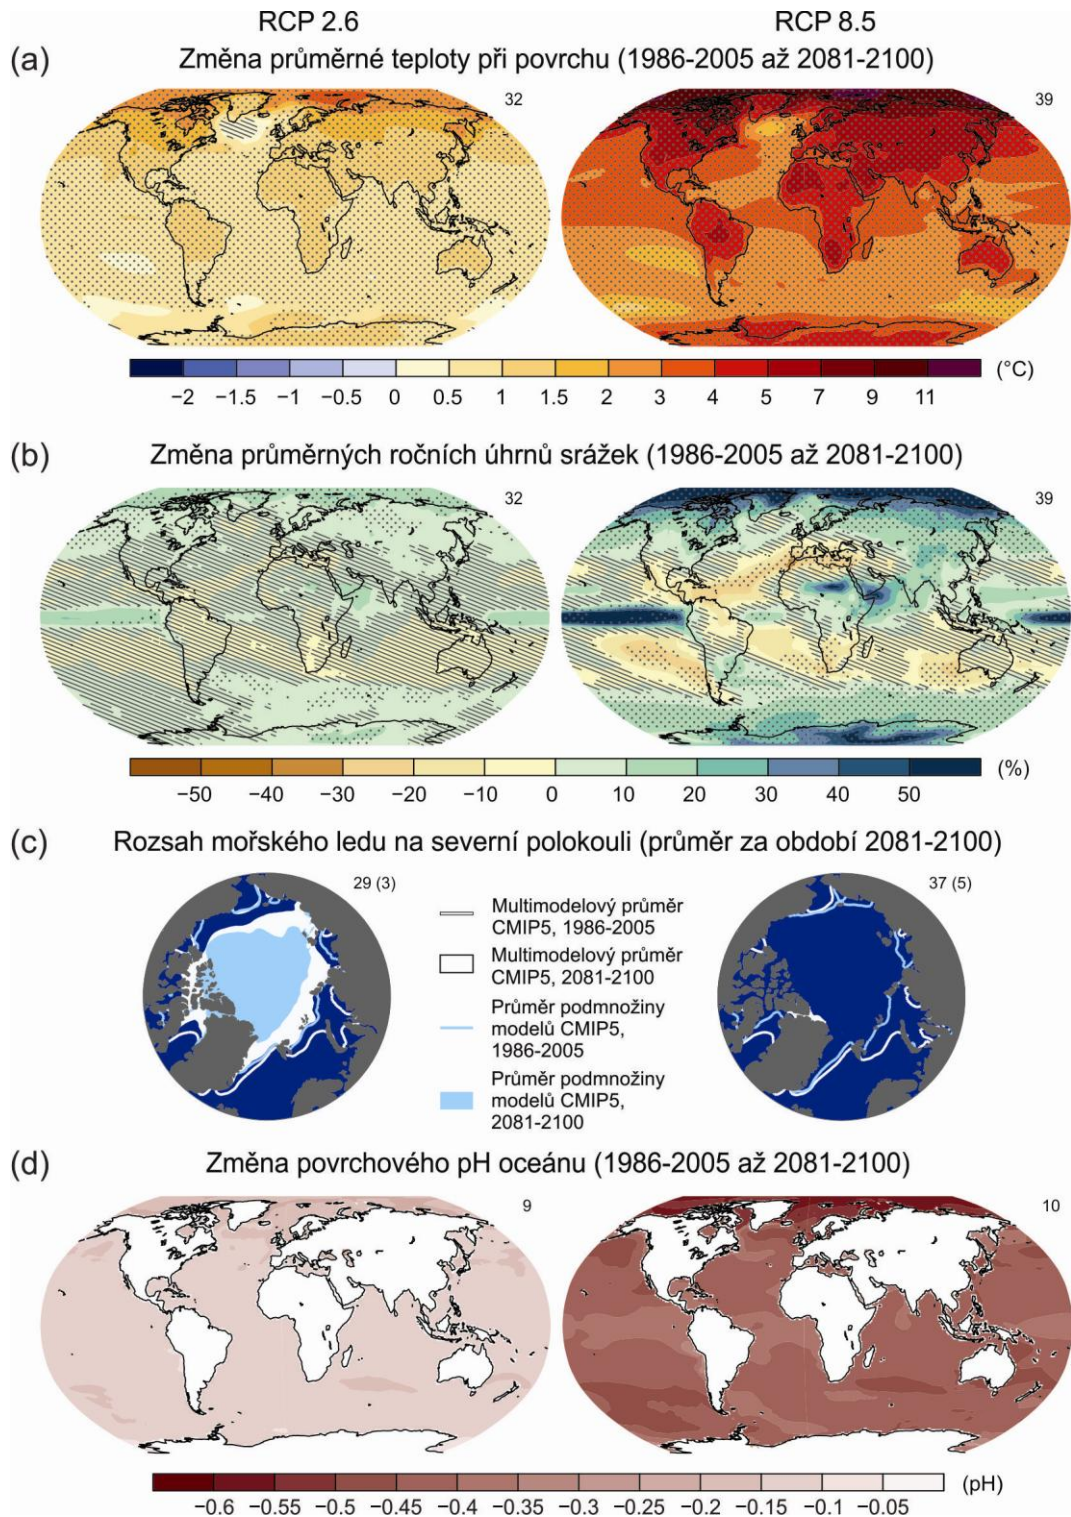 RCP 2.6 RCP 8.5
(a) Změna průměrné teploty při povrchu (1986-2005 až 2081-2100)
32 39
−2 −1.5 −1 −0.5 0 0.5 1 1.5 2 3 4 5 7 9 11 (°C)
(b) Změna průměrných ročních úhrnů srážek (1986-2005 až 2081-2100)
32 39
−50 −40 −30 −20 −10 0 10 20 30 40 50 (%)
(c) Rozsah mořského ledu na severní polokouli (průměr za období 2081-2100)
29 (3) 37 (5)
Multimodelový průměr
CMIP5, 1986-2005
Multimodelový průměr
CMIP5, 2081-2100
Průměr podmnožiny
modelů CMIP5,
1986-2005
Průměr podmnožiny
modelů CMIP5,
2081-2100
(d) Změna povrchového pH oceánu (1986-2005 až 2081-2100)
9 10
−0.6 −0.55 −0.5 −0.45 −0.4 −0.35 −0.3 −0.25 −0.2 −0.15 −0.1 −0.05 (pH)